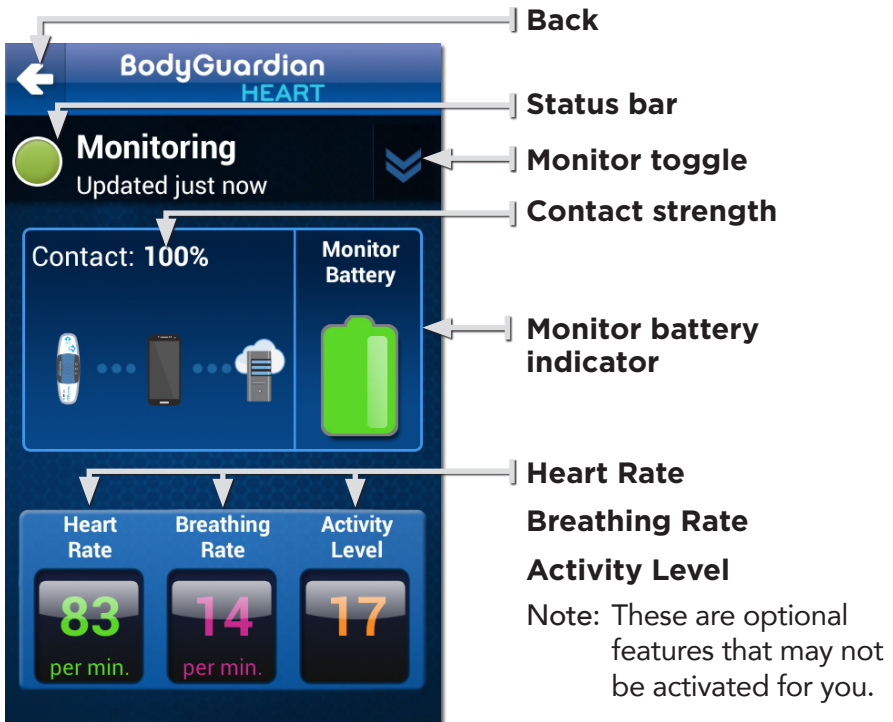 Back
BodyGuardian
HEART
Status bar
Monitoring
Updated just now
Monitor toggle
Contact strength
Contact: 100%
Monitor
Battery
Monitor battery
indicator
Heart Rate
Breathing Rate
Activity Level
Note: These are optional
features that may not
be activated for you.
Heart
Rate
Breathing
Rate
Activity
Level
83
per min.
14
per min.
17